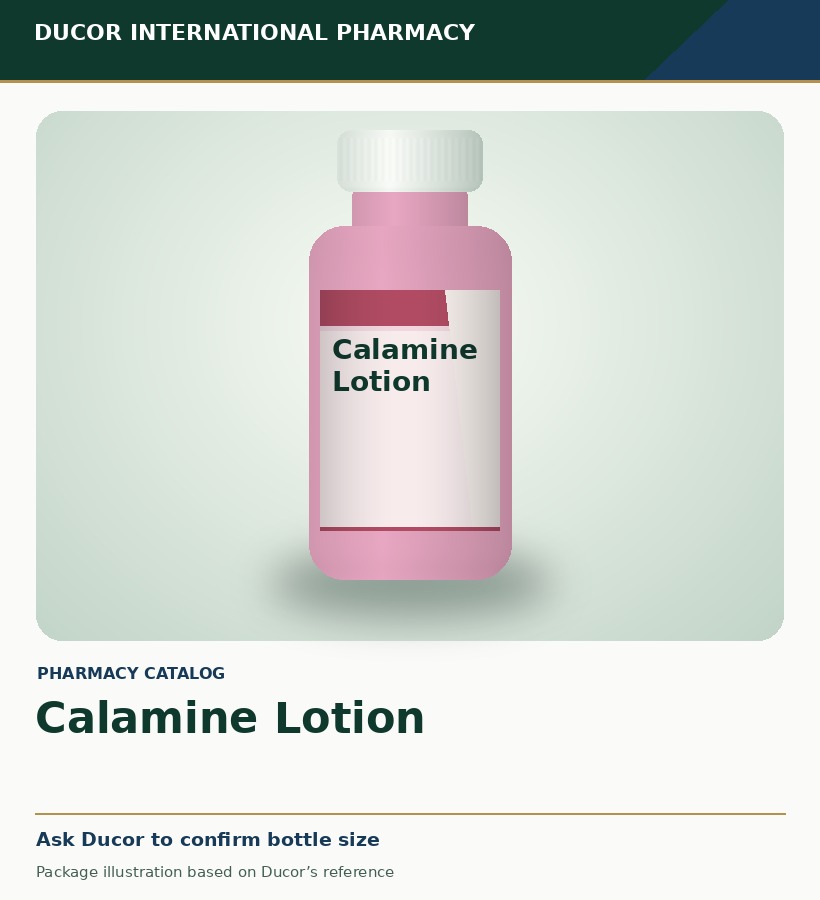 DUCOR INTERNATIONAL PHARMACY
Calamine
Lotion
PHARMACY CATALOG
Calamine Lotion
Ask Ducor to confirm bottle size
Package illustration based on Ducor’s reference